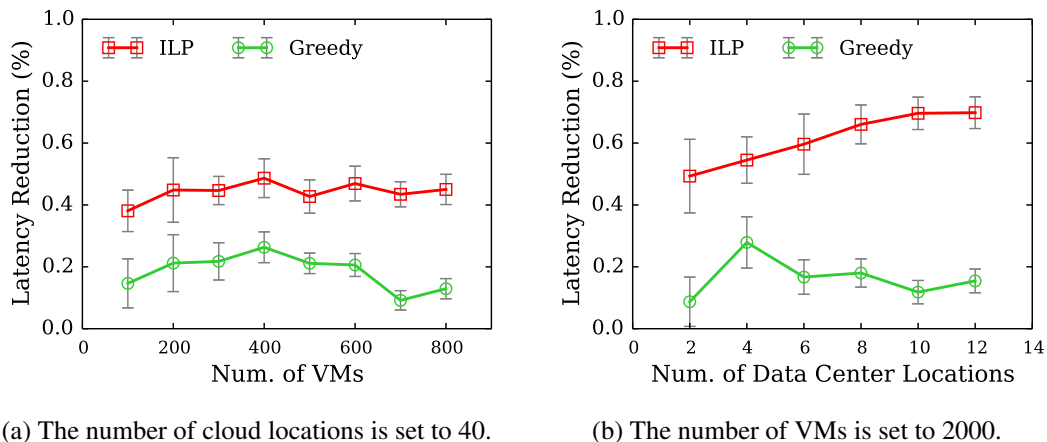 1.0
0.8
0.6
0.4
0.2
0.0
Latency Reduction (%)
ILP Greedy
0 200 400 600 800
Num. of VMs
(a) The number of cloud locations is set to 40.
1.0
0.8
0.6
0.4
0.2
0.0
Latency Reduction (%)
ILP Greedy
0 2 4 6 8 10 12 14
Num. of Data Center Locations
(b) The number of VMs is set to 2000.